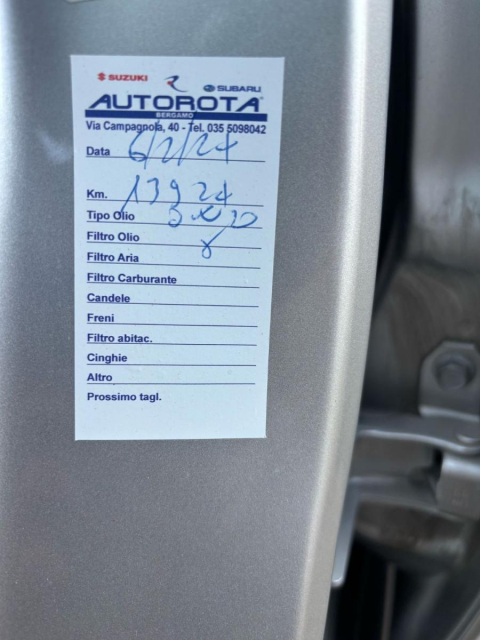 SUZUKI SUBARU
AUTOROTA
BERGAMO
Via Campagnola, 40 - Tel. 035 5098042
Data 6/2/24
Km. 13924
Tipo Olio 0W20
Filtro Olio
Filtro Aria
Filtro Carburante
Candele
Freni
Filtro abitac.
Cinghie
Altro
Prossimo tagl.